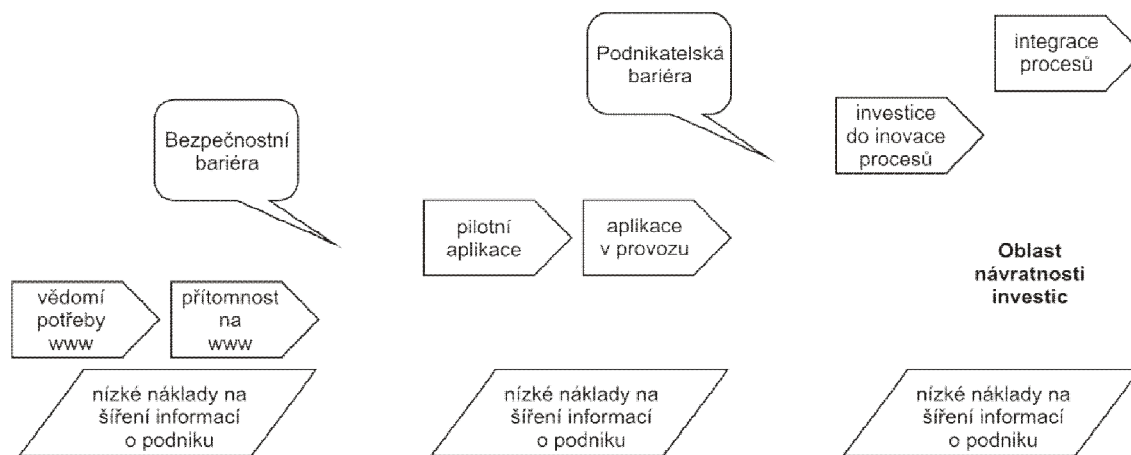 Bezpečnostní
bariéra
Podnikatelská
bariéra
integrace
procesů
investice
do inovace
procesů
pilotní
aplikace
aplikace
v provozu
Oblast
návratnosti
investic
vědomí
potřeby
www
přítomnost
na
www
nízké náklady na
šíření informací
o podniku
nízké náklady na
šíření informací
o podniku
nízké náklady na
šíření informací
o podniku